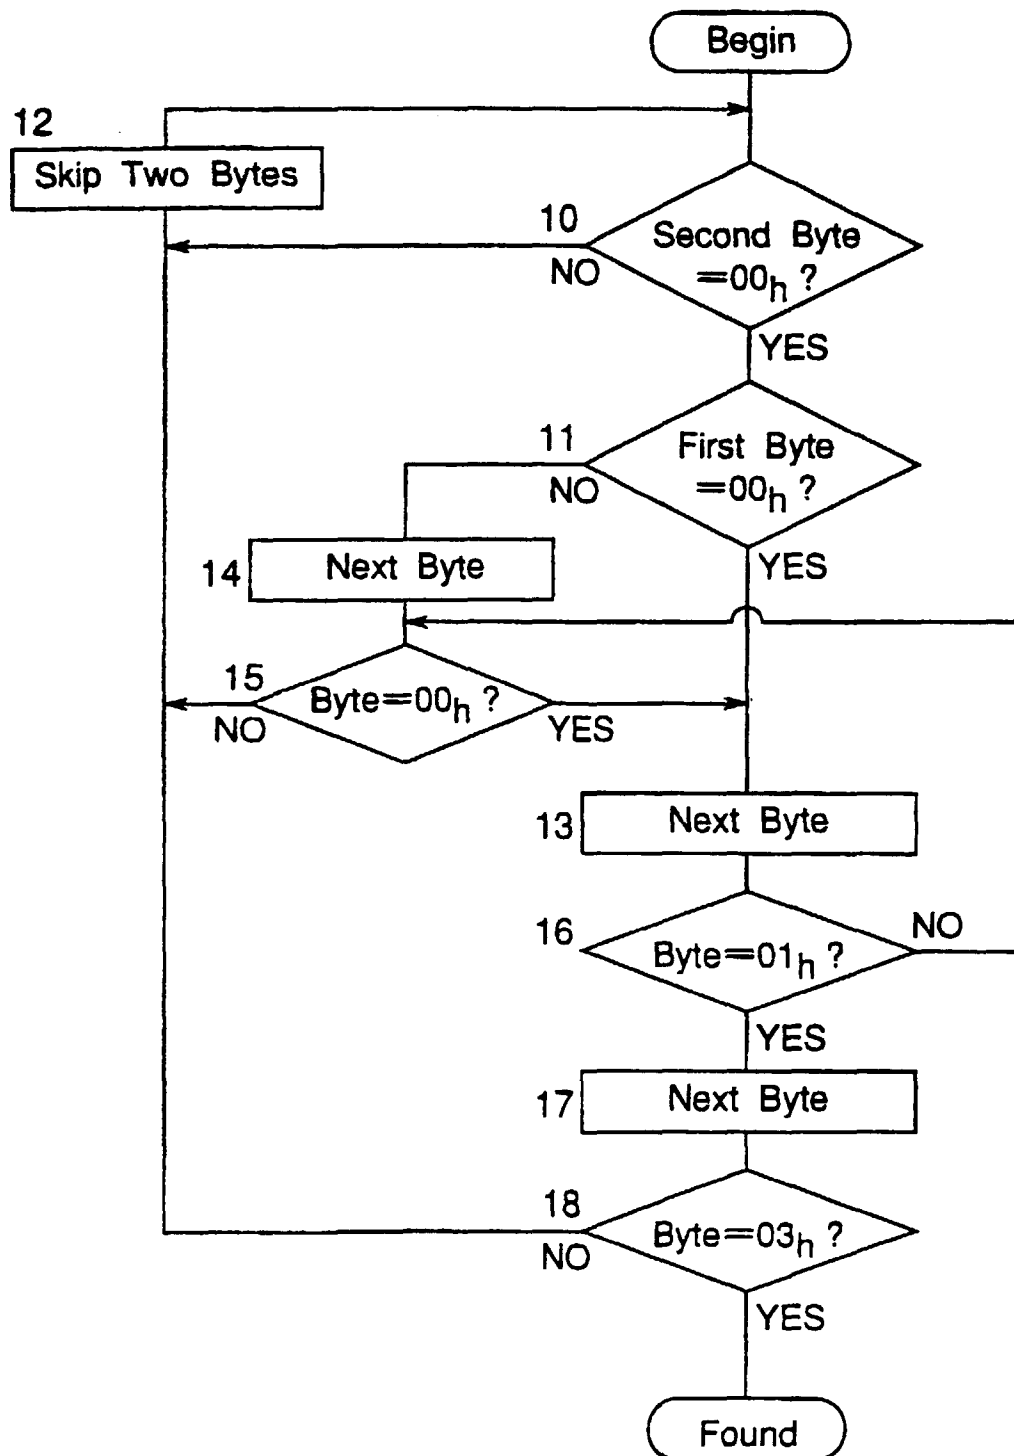 Begin
12
Skip Two Bytes
10
Second Byte
=00h ?
NO
YES
11
First Byte
=00h ?
NO
YES
14
Next Byte
15
Byte=00h ?
NO
YES
13
Next Byte
16
Byte=01h ?
NO
YES
17
Next Byte
18
Byte=03h ?
NO
YES
Found